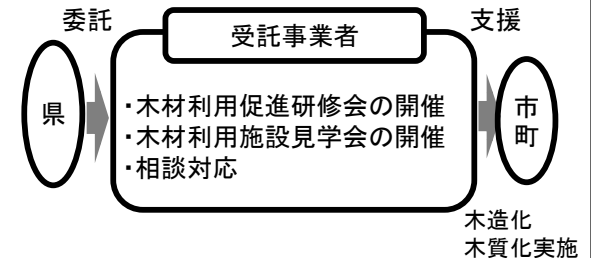 委託
受託事業者
支援
県
・木材利用促進研修会の開催
・木材利用施設見学会の開催
・相談対応
市
町
木造化
木質化実施